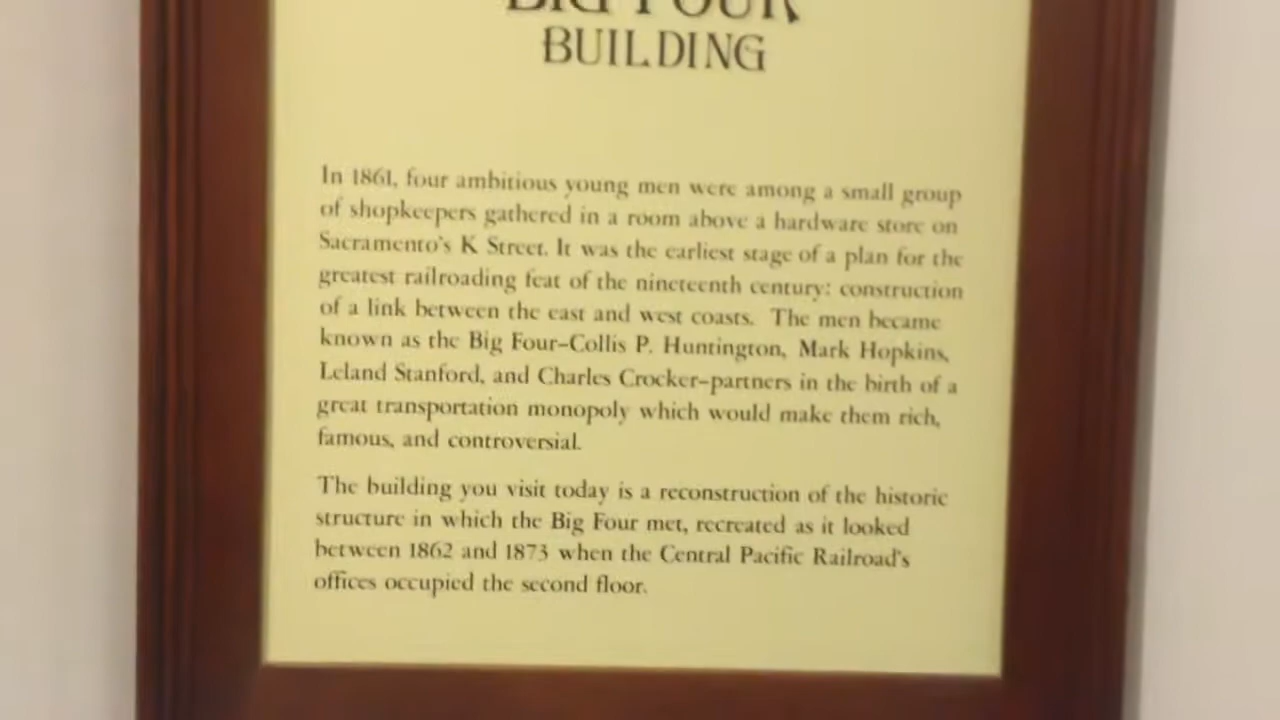 BIG FOUR
BUILDING
In 1861, four ambitious young men were among a small group
of shopkeepers gathered in a room above a hardware store on
Sacramento's K Street. It was the earliest stage of a plan for the
greatest railroading feat of the nineteenth century: construction
of a link between the east and west coasts. The men became
known as the Big Four–Collis P. Huntington, Mark Hopkins,
Leland Stanford, and Charles Crocker–partners in the birth of a
great transportation monopoly which would make them rich,
famous, and controversial.
The building you visit today is a reconstruction of the historic
structure in which the Big Four met, recreated as it looked
between 1862 and 1873 when the Central Pacific Railroad's
offices occupied the second floor.